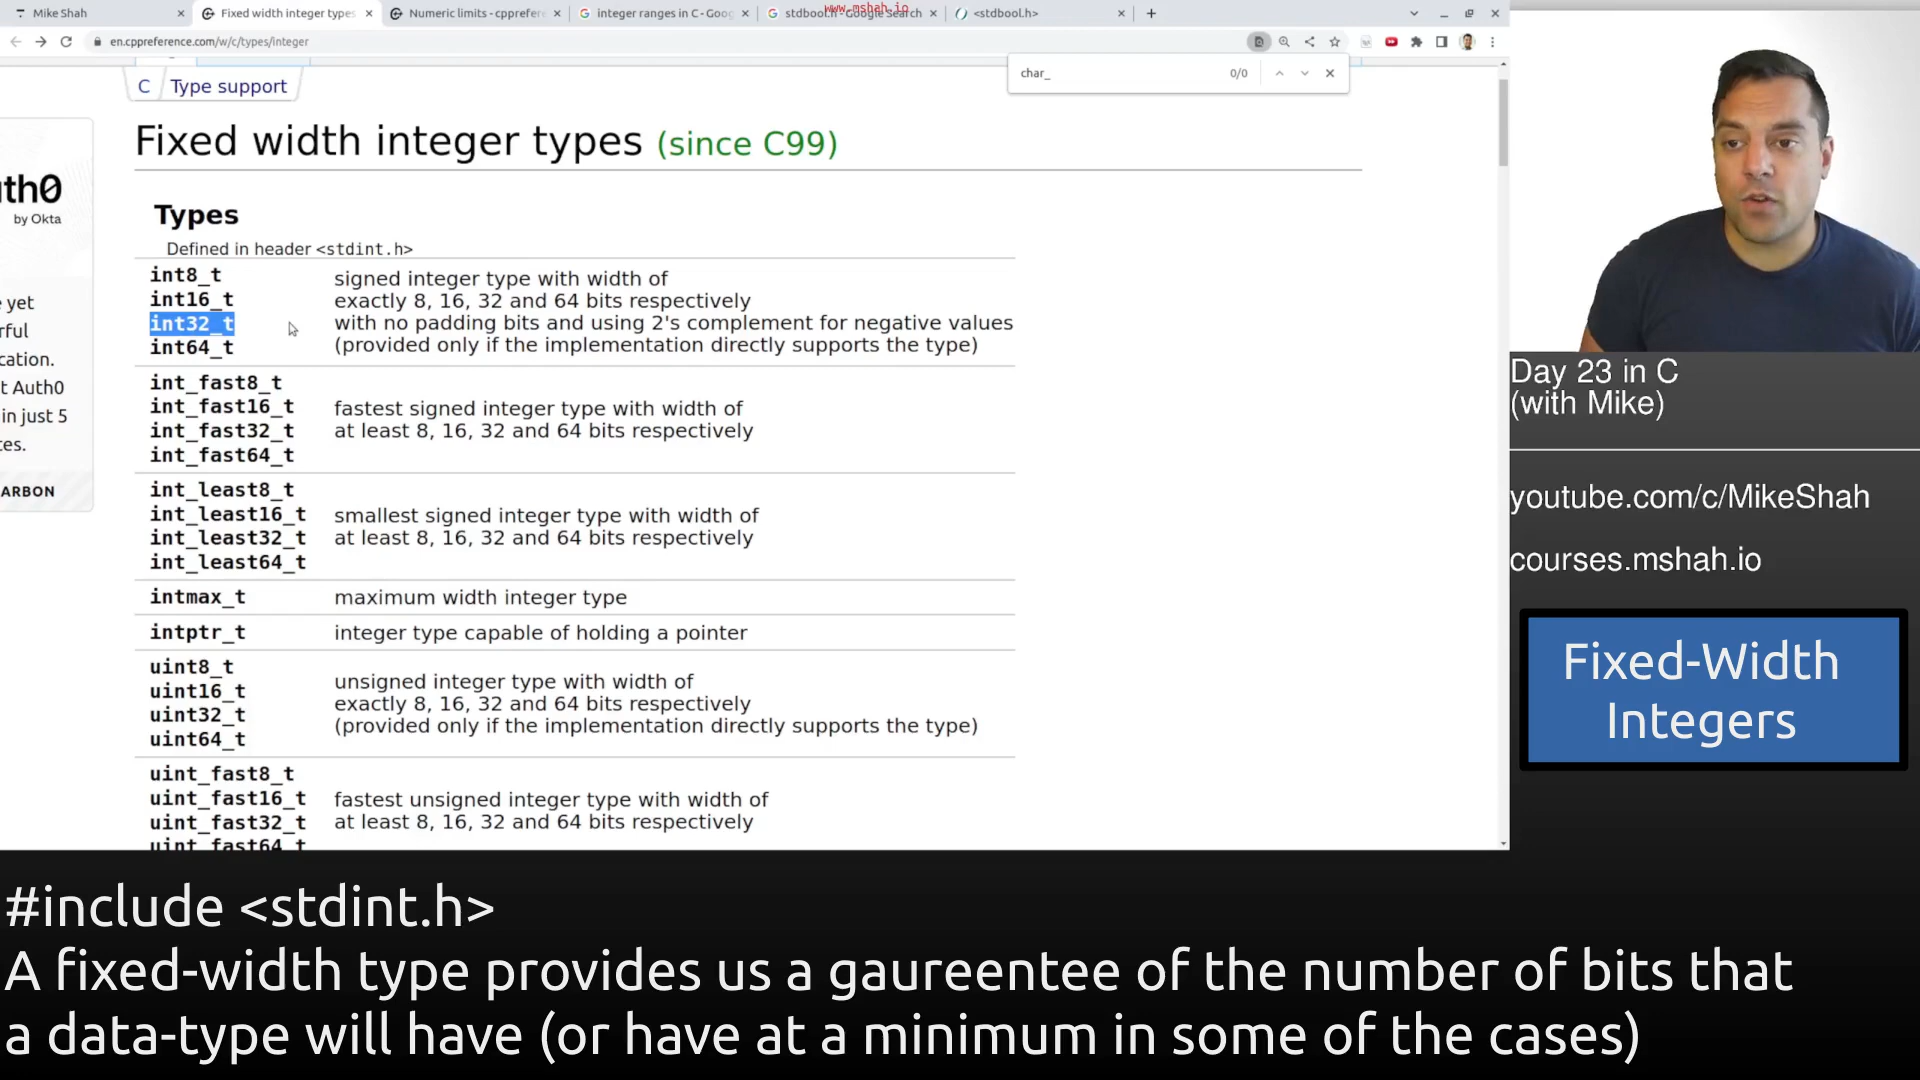 Mike Shah
Fixed width integer types
Numeric limits - cpprefere
integer ranges in C - Goog
stdbool.h - Google Search
<stdbool.h>
www.mshah.io
en.cppreference.com/w/c/types/integer
char_
0/0
C
Type support
Fixed width integer types (since C99)
uth0
by Okta
e yet
rful
cation.
t Auth0
in just 5
tes.
ARBON
Types
Defined in header <stdint.h>
int8_t
int16_t
int32_t
int64_t
signed integer type with width of
exactly 8, 16, 32 and 64 bits respectively
with no padding bits and using 2's complement for negative values
(provided only if the implementation directly supports the type)
int_fast8_t
int_fast16_t
int_fast32_t
int_fast64_t
fastest signed integer type with width of
at least 8, 16, 32 and 64 bits respectively
int_least8_t
int_least16_t
int_least32_t
int_least64_t
smallest signed integer type with width of
at least 8, 16, 32 and 64 bits respectively
intmax_t
maximum width integer type
intptr_t
integer type capable of holding a pointer
uint8_t
uint16_t
uint32_t
uint64_t
unsigned integer type with width of
exactly 8, 16, 32 and 64 bits respectively
(provided only if the implementation directly supports the type)
uint_fast8_t
uint_fast16_t
uint_fast32_t
uint_fast64_t
fastest unsigned integer type with width of
at least 8, 16, 32 and 64 bits respectively
Day 23 in C
(with Mike)
youtube.com/c/MikeShah
courses.mshah.io
Fixed-Width
Integers
#include <stdint.h>
A fixed-width type provides us a gaureentee of the number of bits that
a data-type will have (or have at a minimum in some of the cases)